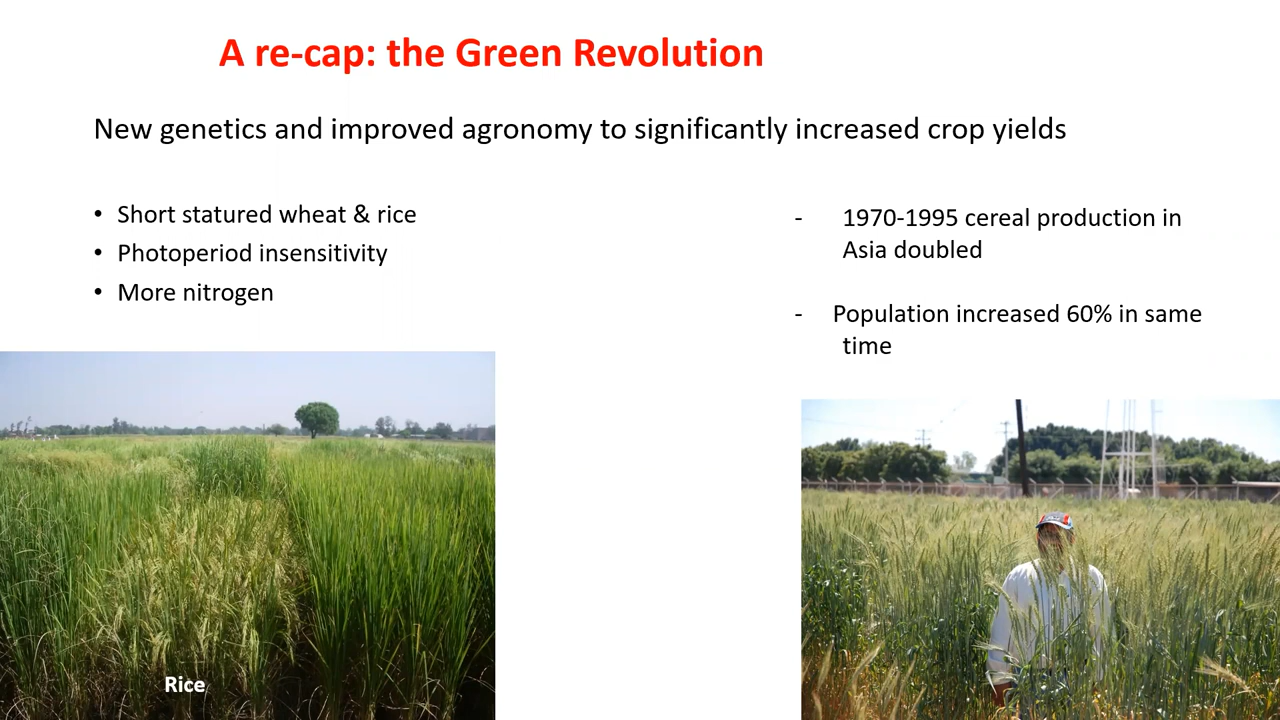 A re-cap: the Green Revolution
New genetics and improved agronomy to significantly increased crop yields
• Short statured wheat & rice
• Photoperiod insensitivity
• More nitrogen
- 1970-1995 cereal production in
Asia doubled
- Population increased 60% in same
time
Rice